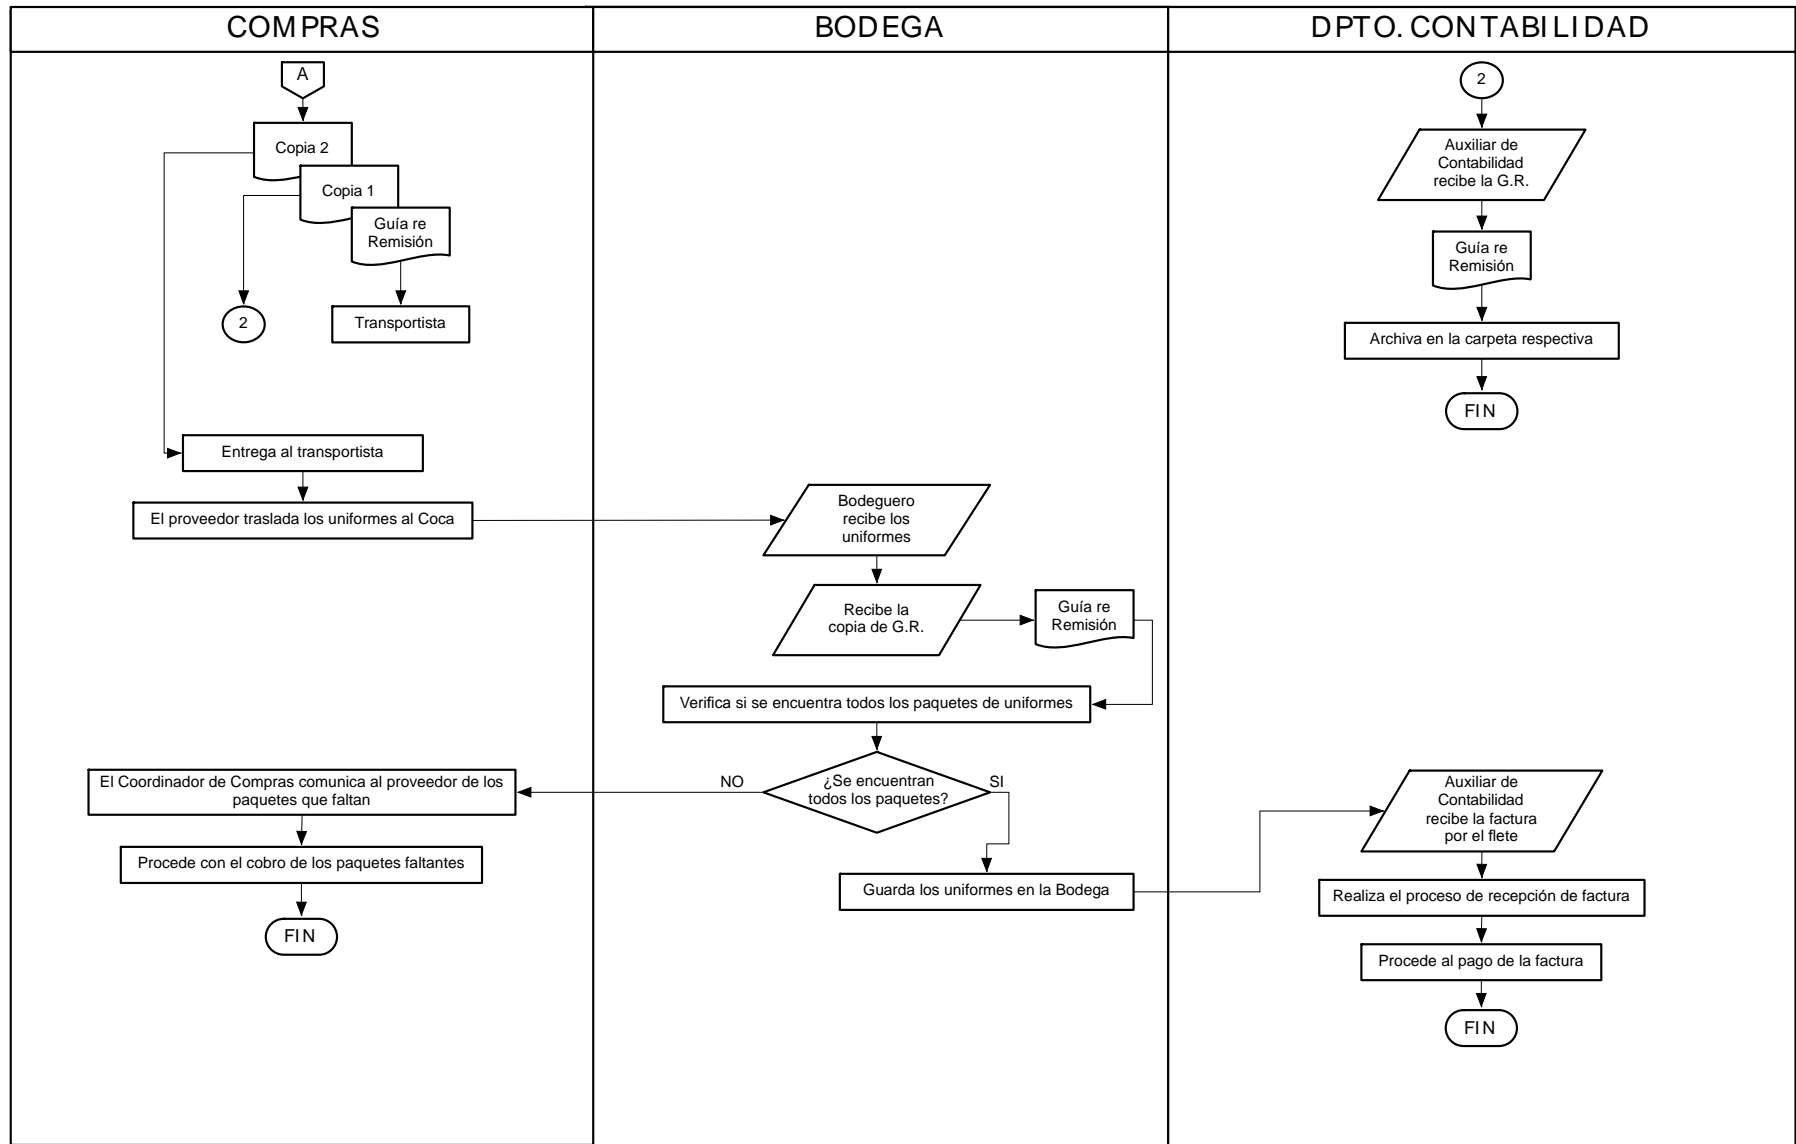 COMPRAS
BODEGA
DPTO. CONTABILIDAD
A
Copia 2
Copia 1
Guía re
Remisión
2
Transportista
Entrega al transportista
El proveedor traslada los uniformes al Coca
El Coordinador de Compras comunica al proveedor de los
paquetes que faltan
Procede con el cobro de los paquetes faltantes
FIN
Bodeguero
recibe los
uniformes
Recibe la
copia de G.R.
Guía re
Remisión
Verifica si se encuentra todos los paquetes de uniformes
NO
¿Se encuentran
todos los paquetes?
SI
Guarda los uniformes en la Bodega
2
Auxiliar de
Contabilidad
recibe la G.R.
Guía re
Remisión
Archiva en la carpeta respectiva
FIN
Auxiliar de
Contabilidad
recibe la factura
por el flete
Realiza el proceso de recepción de factura
Procede al pago de la factura
FIN